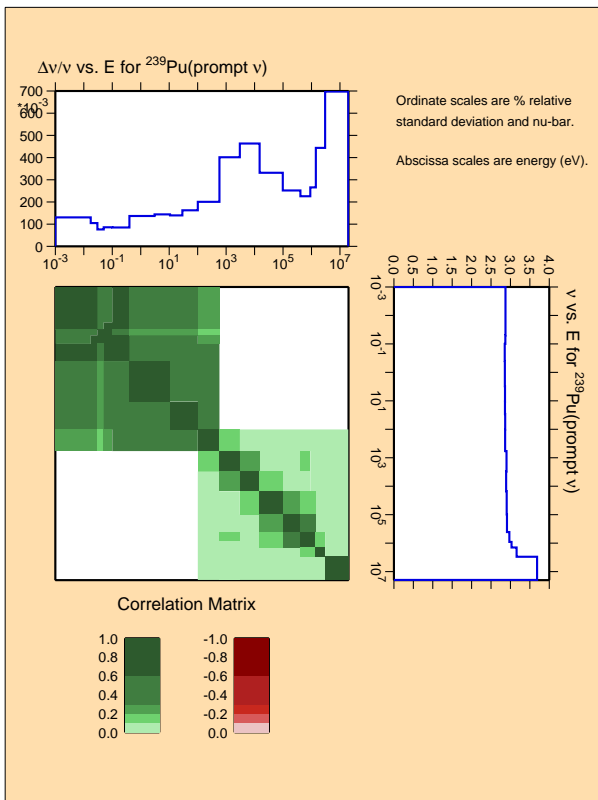 Δν/ν vs. E for ²³⁹Pu(prompt ν)
Ordinate scales are % relative
standard deviation and nu-bar.
Abscissa scales are energy (eV).
700
*10⁻³
600
500
400
300
200
100
0
10⁻³ 10⁻¹ 10¹ 10³ 10⁵ 10⁷
0.0 0.5 1.0 1.5 2.0 2.5 3.0 3.5 4.0
10⁻³ 10⁻¹ 10¹ 10³ 10⁵ 10⁷
ν vs. E for ²³⁹Pu(prompt ν)
Correlation Matrix
1.0 -1.0
0.8 -0.8
0.6 -0.6
0.4 -0.4
0.2 -0.2
0.0 0.0